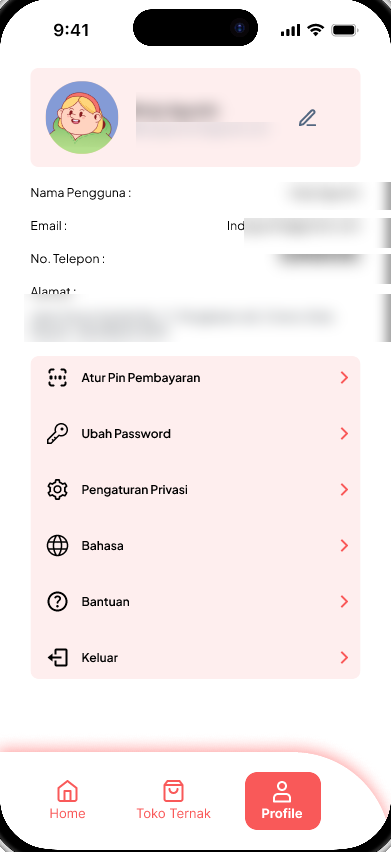 9:41
Nama Pengguna :
Email : Ind
No. Telepon :
Alamat :
Atur Pin Pembayaran
Ubah Password
Pengaturan Privasi
Bahasa
Bantuan
Keluar
Home Toko Ternak Profile